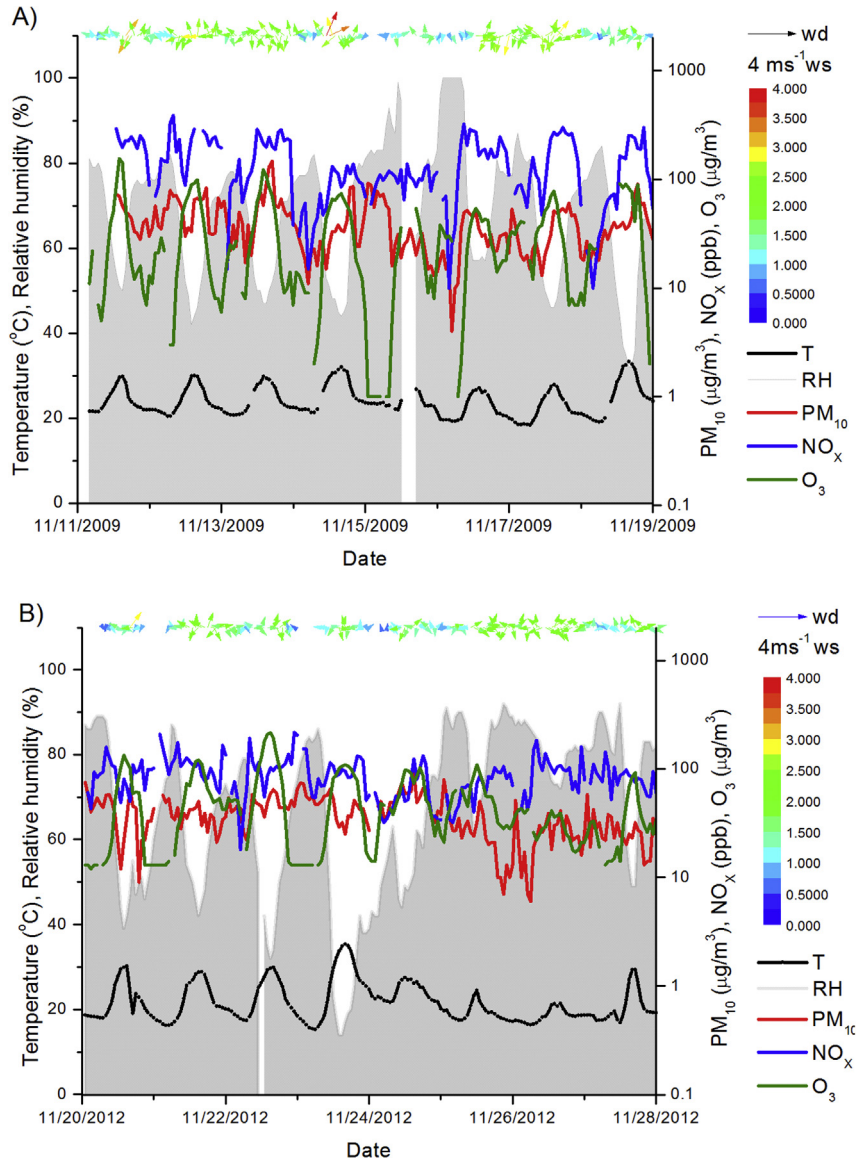 A)
wd
4 ms⁻¹ ws
4.000
3.500
3.000
2.500
2.000
1.500
1.000
0.5000
0.000
T
RH
PM₁₀
NOₓ
O₃
Temperature (°C), Relative humidity (%)
100
80
60
40
20
0
1000
100
10
1
0.1
PM₁₀ (μg/m³), NOₓ (ppb), O₃ (μg/m³)
11/11/2009 11/13/2009 11/15/2009 11/17/2009 11/19/2009
Date
B)
wd
4ms⁻¹ ws
4.000
3.500
3.000
2.500
2.000
1.500
1.000
0.5000
0.000
T
RH
PM₁₀
NOₓ
O₃
Temperature (°C), Relative humidity (%)
100
80
60
40
20
0
1000
100
10
1
0.1
PM₁₀ (μg/m³), NOₓ (ppb), O₃ (μg/m³)
11/20/2012 11/22/2012 11/24/2012 11/26/2012 11/28/2012
Date